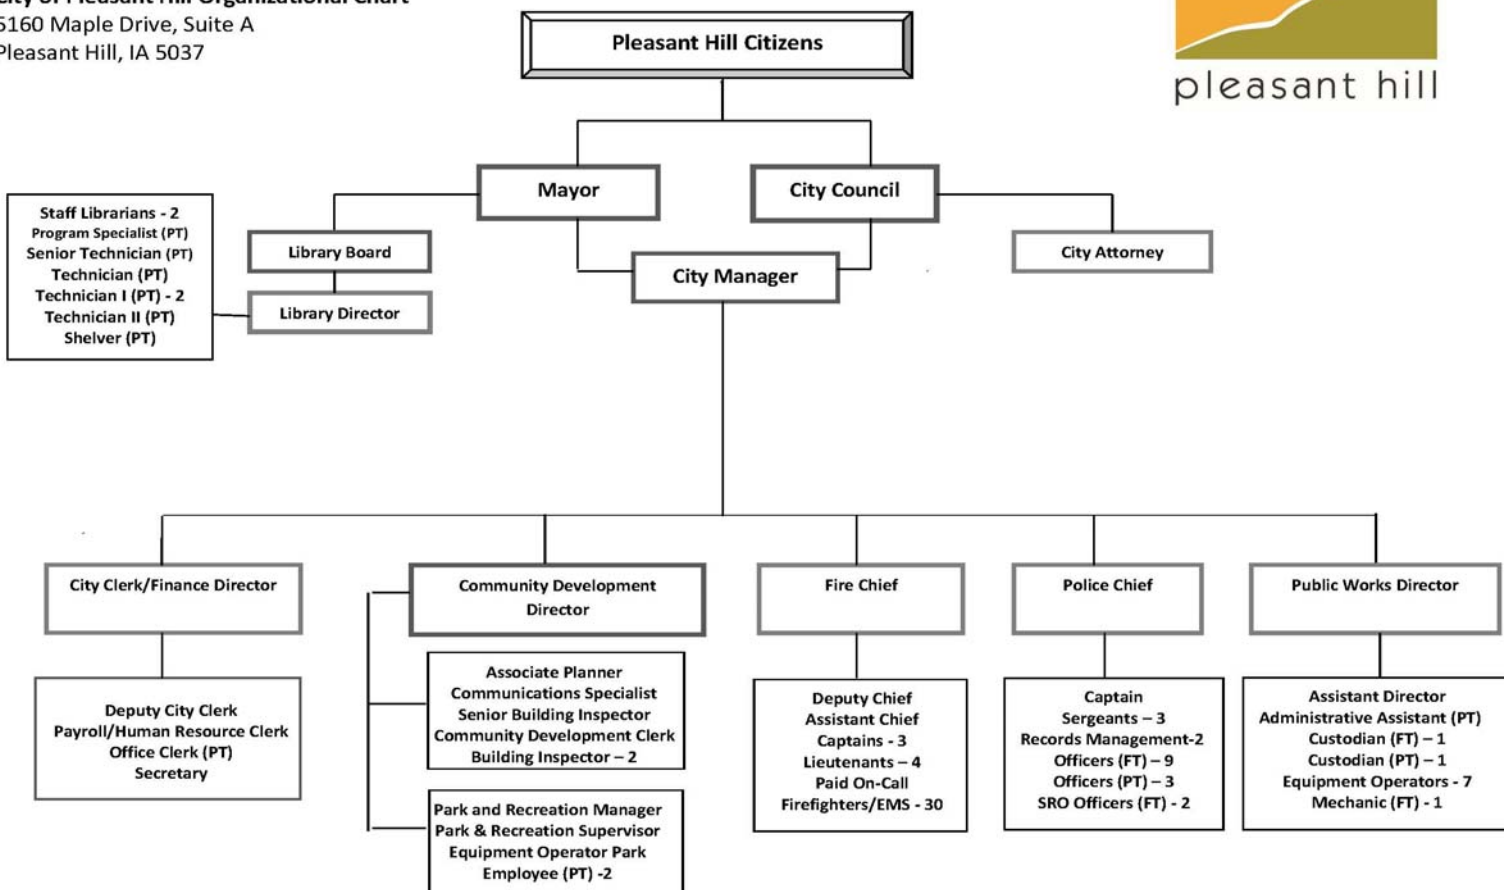 City of Pleasant Hill Organizational Chart
5160 Maple Drive, Suite A
Pleasant Hill, IA 5037
pleasant hill
Pleasant Hill Citizens
Mayor
City Council
City Manager
Library Board
Library Director
City Attorney
Staff Librarians - 2
Program Specialist (PT)
Senior Technician (PT)
Technician (PT)
Technician I (PT) - 2
Technician II (PT)
Shelver (PT)
City Clerk/Finance Director
Deputy City Clerk
Payroll/Human Resource Clerk
Office Clerk (PT)
Secretary
Community Development
Director
Associate Planner
Communications Specialist
Senior Building Inspector
Community Development Clerk
Building Inspector – 2
Park and Recreation Manager
Park & Recreation Supervisor
Equipment Operator Park
Employee (PT) -2
Fire Chief
Deputy Chief
Assistant Chief
Captains - 3
Lieutenants – 4
Paid On-Call
Firefighters/EMS - 30
Police Chief
Captain
Sergeants – 3
Records Management-2
Officers (FT) – 9
Officers (PT) – 3
SRO Officers (FT) - 2
Public Works Director
Assistant Director
Administrative Assistant (PT)
Custodian (FT) – 1
Custodian (PT) – 1
Equipment Operators - 7
Mechanic (FT) - 1